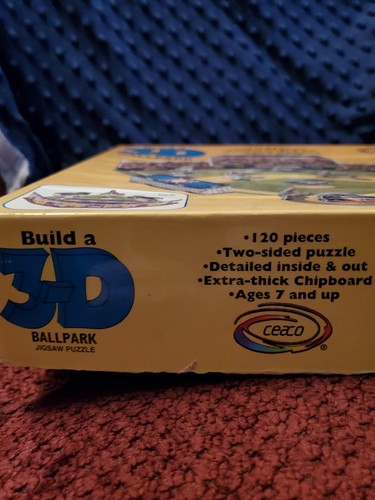 3-D
Build a
3-D
BALLPARK
JIGSAW PUZZLE
•120 pieces
•Two-sided puzzle
•Detailed inside & out
•Extra-thick Chipboard
•Ages 7 and up
ceaco ®